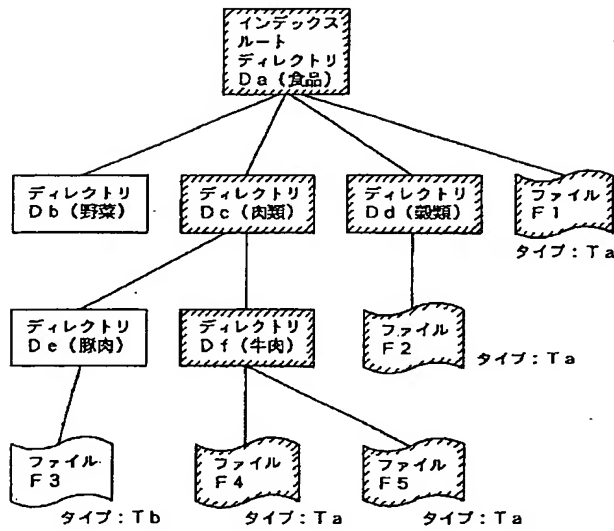 インデックス
ルート
ディレクトリ
Da(食品)
ディレクトリ
Db(野菜)
ディレクトリ
Dc(肉類)
ディレクトリ
Dd(穀類)
ファイル
F1
タイプ:Ta
ディレクトリ
De(豚肉)
ディレクトリ
Df(牛肉)
ファイル
F2
タイプ:Ta
ファイル
F3
タイプ:Tb
ファイル
F4
タイプ:Ta
ファイル
F5
タイプ:Ta